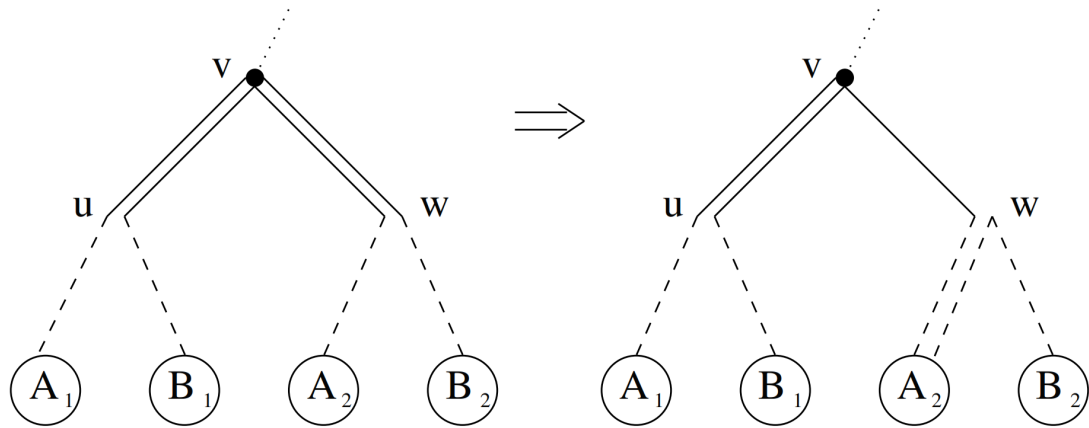 v v
u w u w
A₁ B₁ A₂ B₂ A₁ B₁ A₂ B₂